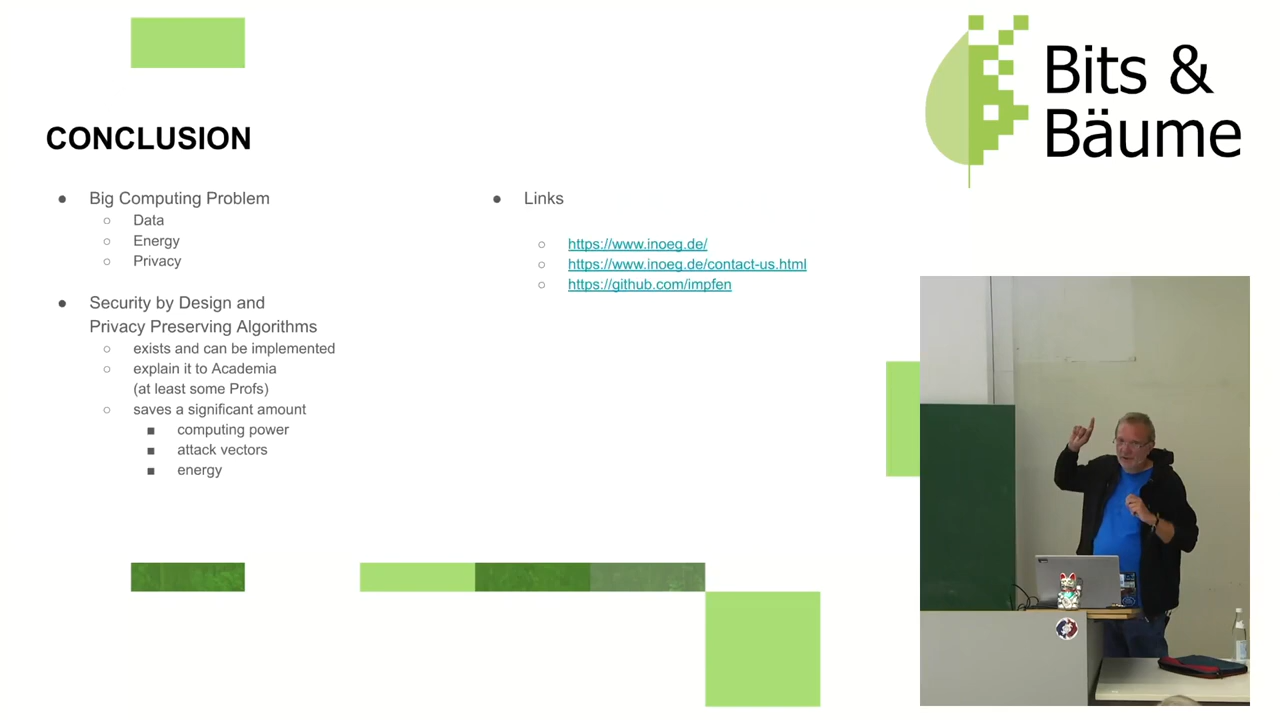 Bits &
Bäume
CONCLUSION
● Big Computing Problem
○ Data
○ Energy
○ Privacy
● Security by Design and
Privacy Preserving Algorithms
○ exists and can be implemented
○ explain it to Academia
(at least some Profs)
○ saves a significant amount
■ computing power
■ attack vectors
■ energy
● Links
○ https://www.inoeg.de/
○ https://www.inoeg.de/contact-us.html
○ https://github.com/impfen